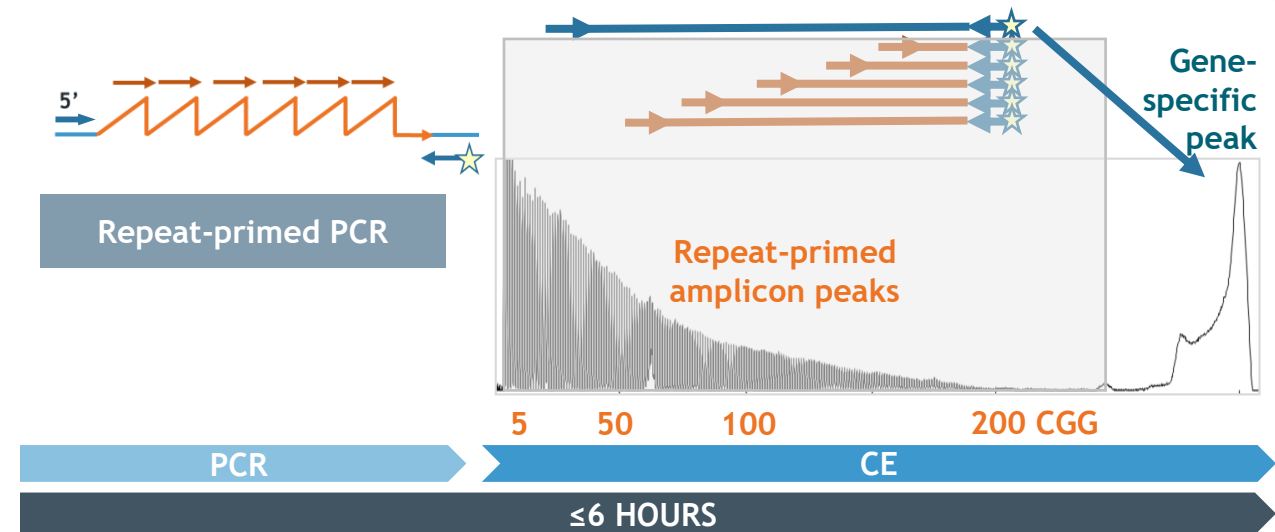 5'
Repeat-primed PCR
Gene-
specific
peak
Repeat-primed
amplicon peaks
5 50 100 200 CGG
PCR
CE
≤6 HOURS